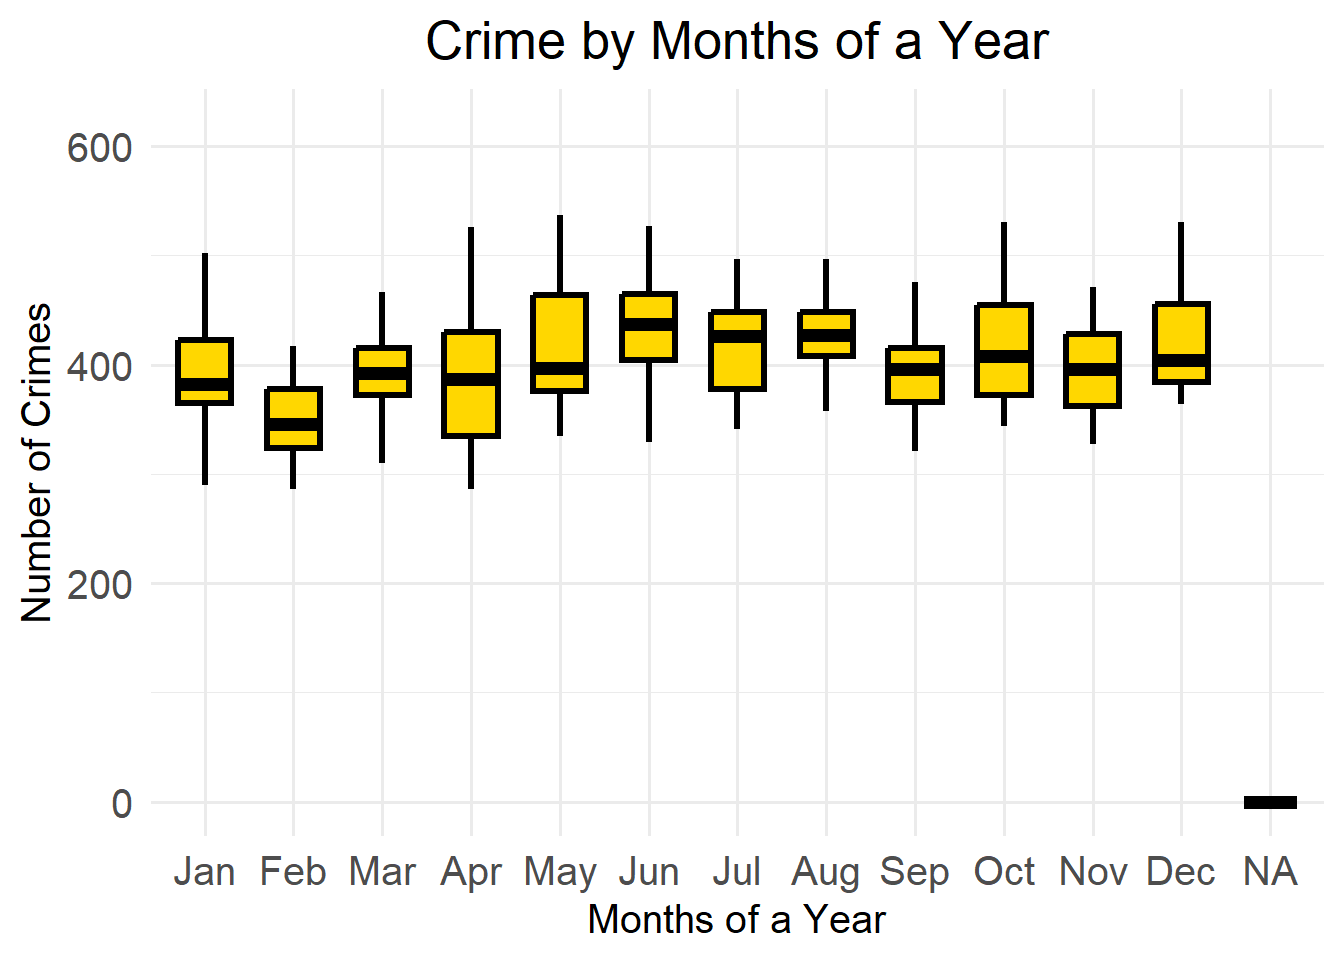 Crime by Months of a Year
Number of Crimes
600
400
200
0
Jan Feb Mar Apr May Jun Jul Aug Sep Oct Nov Dec NA
Months of a Year